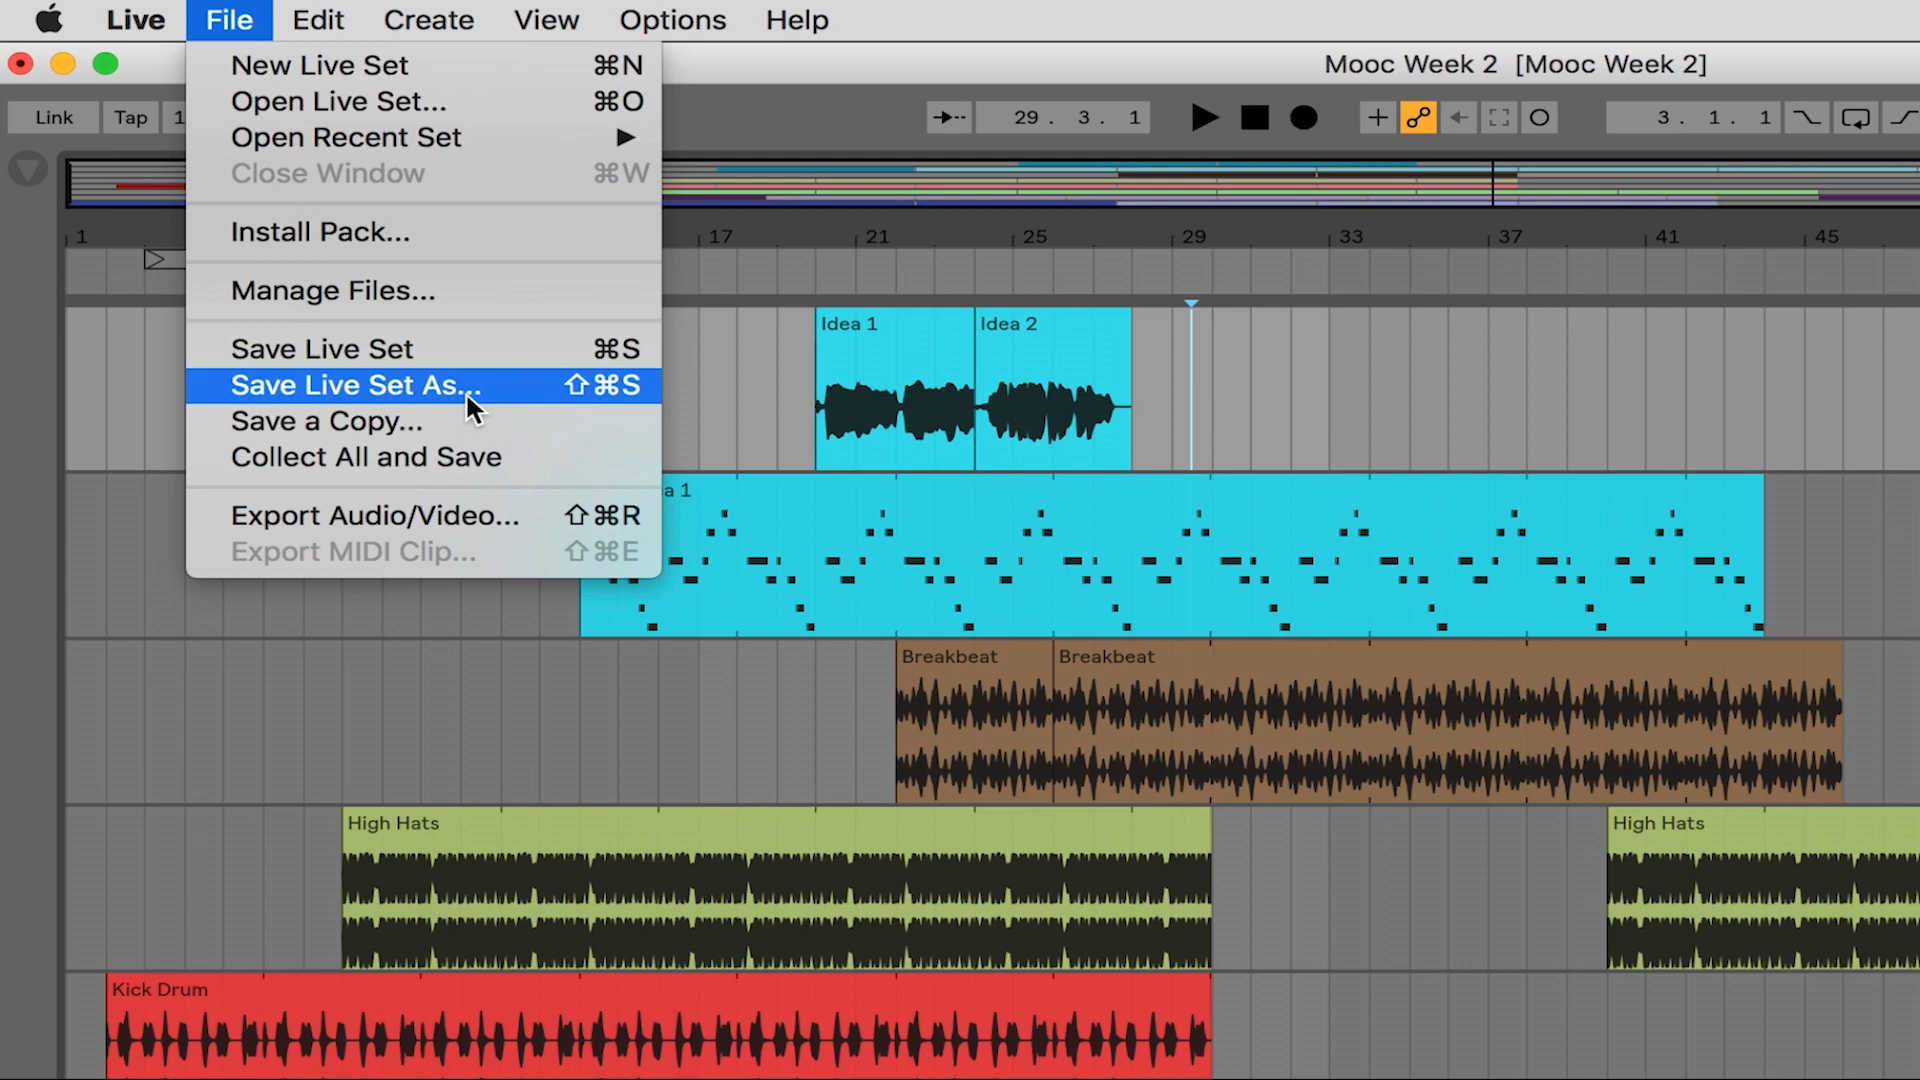 Live File Edit Create View Options Help
Mooc Week 2 [Mooc Week 2]
Link Tap 1
29. 3. 1
3. 1. 1
New Live Set ⌘N
Open Live Set... ⌘O
Open Recent Set ▶
Close Window ⌘W
Install Pack...
Manage Files...
Save Live Set ⌘S
Save Live Set As... ⇧⌘S
Save a Copy...
Collect All and Save
Export Audio/Video... ⇧⌘R
Export MIDI Clip... ⇧⌘E
1 17 21 25 29 33 37 41 45
Idea 1 Idea 2
a 1
Breakbeat Breakbeat
High Hats High Hats
Kick Drum